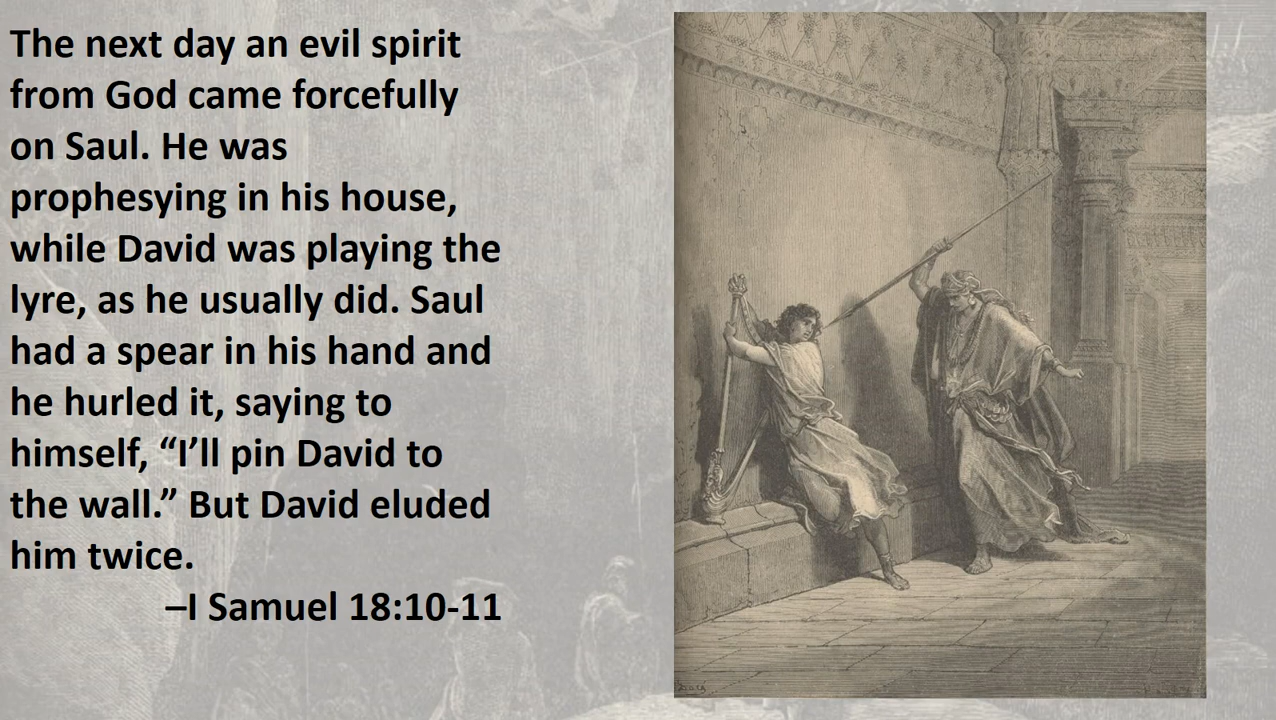 The next day an evil spirit
from God came forcefully
on Saul. He was
prophesying in his house,
while David was playing the
lyre, as he usually did. Saul
had a spear in his hand and
he hurled it, saying to
himself, “I’ll pin David to
the wall.” But David eluded
him twice.
–I Samuel 18:10-11